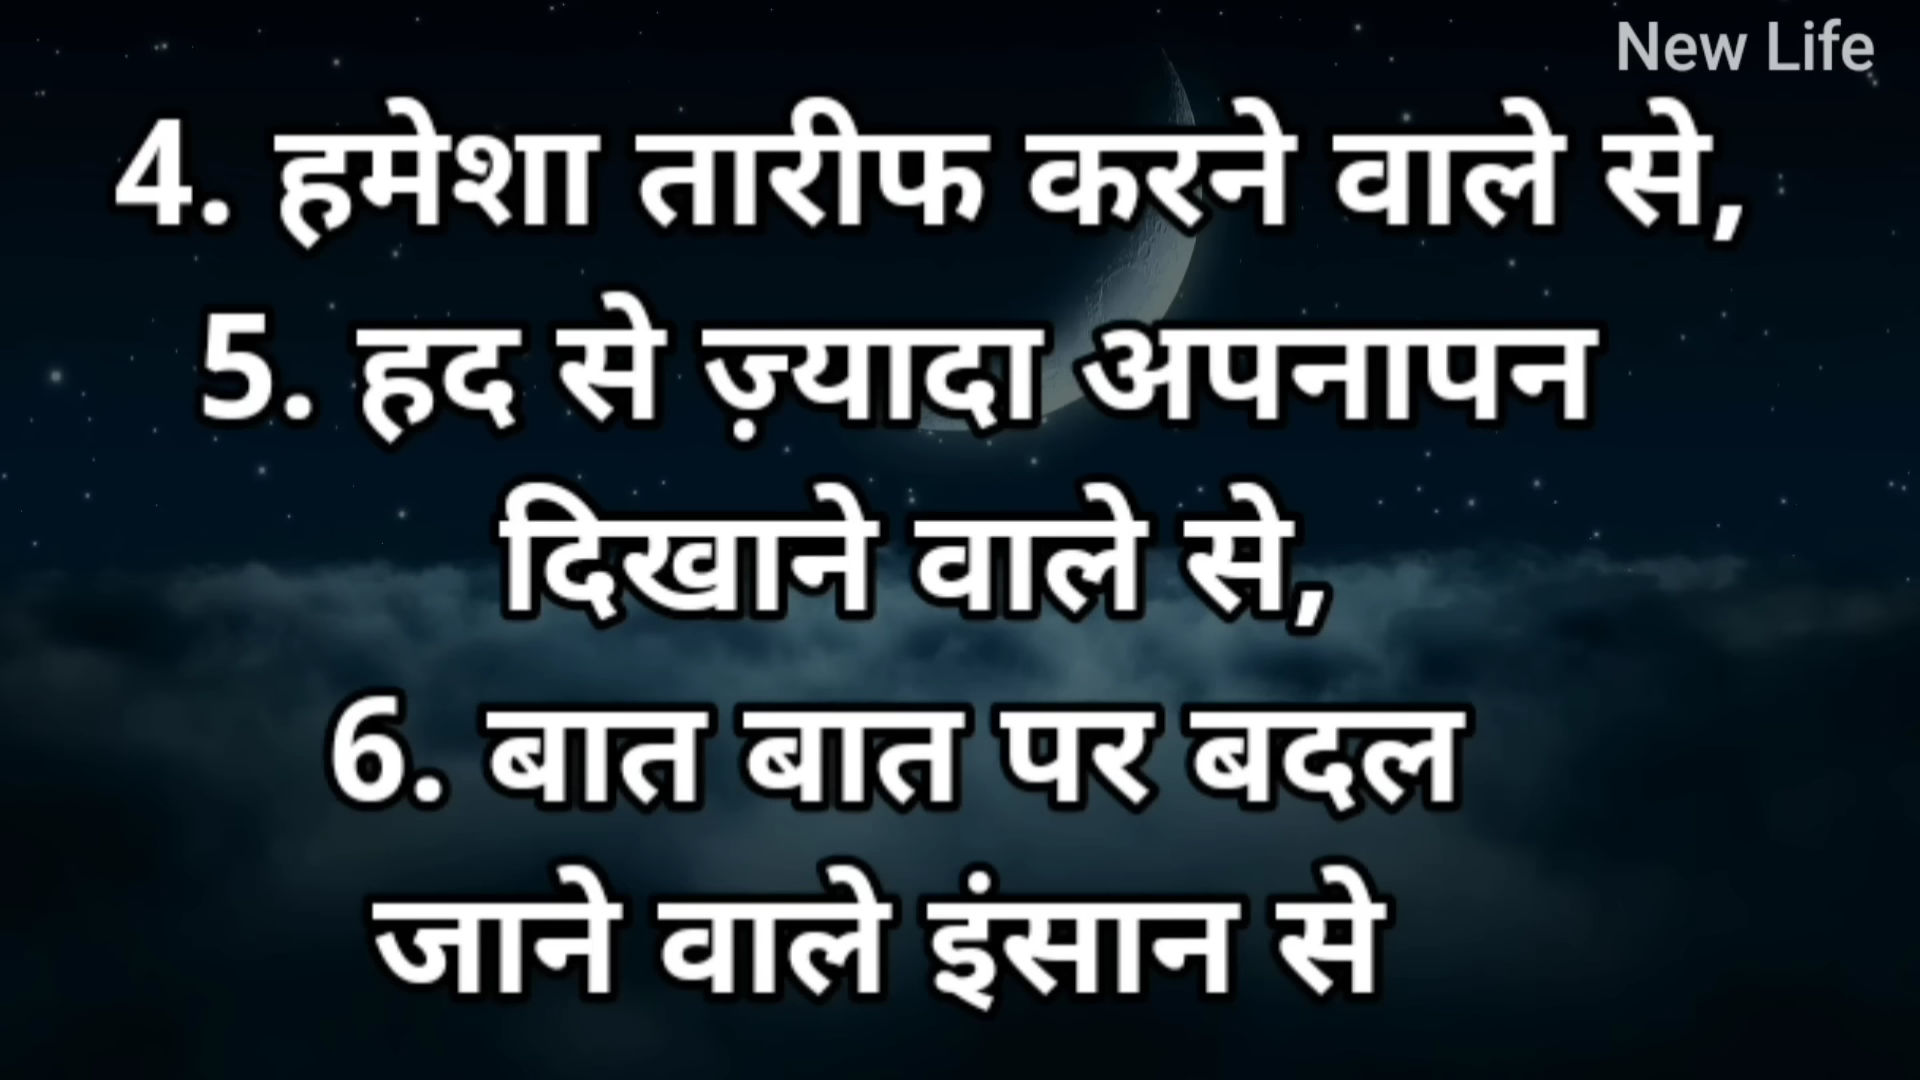 New Life
4. हमेशा तारीफ करने वाले से,
5. हद से ज़्यादा अपनापन
दिखाने वाले से,
6. बात बात पर बदल
जाने वाले इंसान से